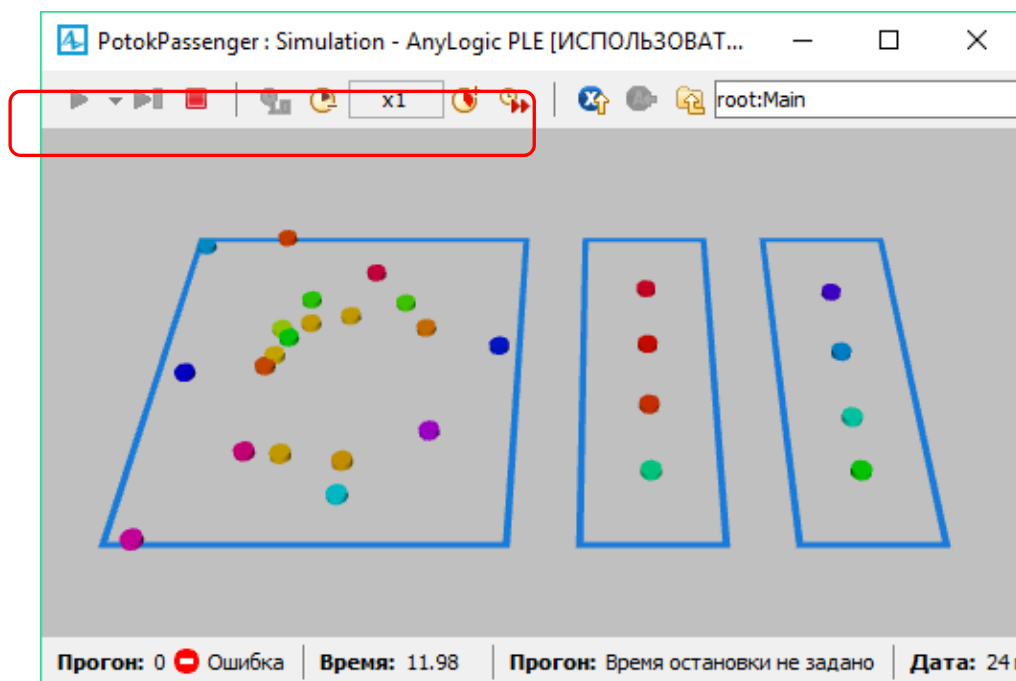 PotokPassenger : Simulation - AnyLogic PLE [ИСПОЛЬЗОВАТ...
x1 root:Main
Прогон: 0 Ошибка Время: 11.98 Прогон: Время остановки не задано Дата: 24